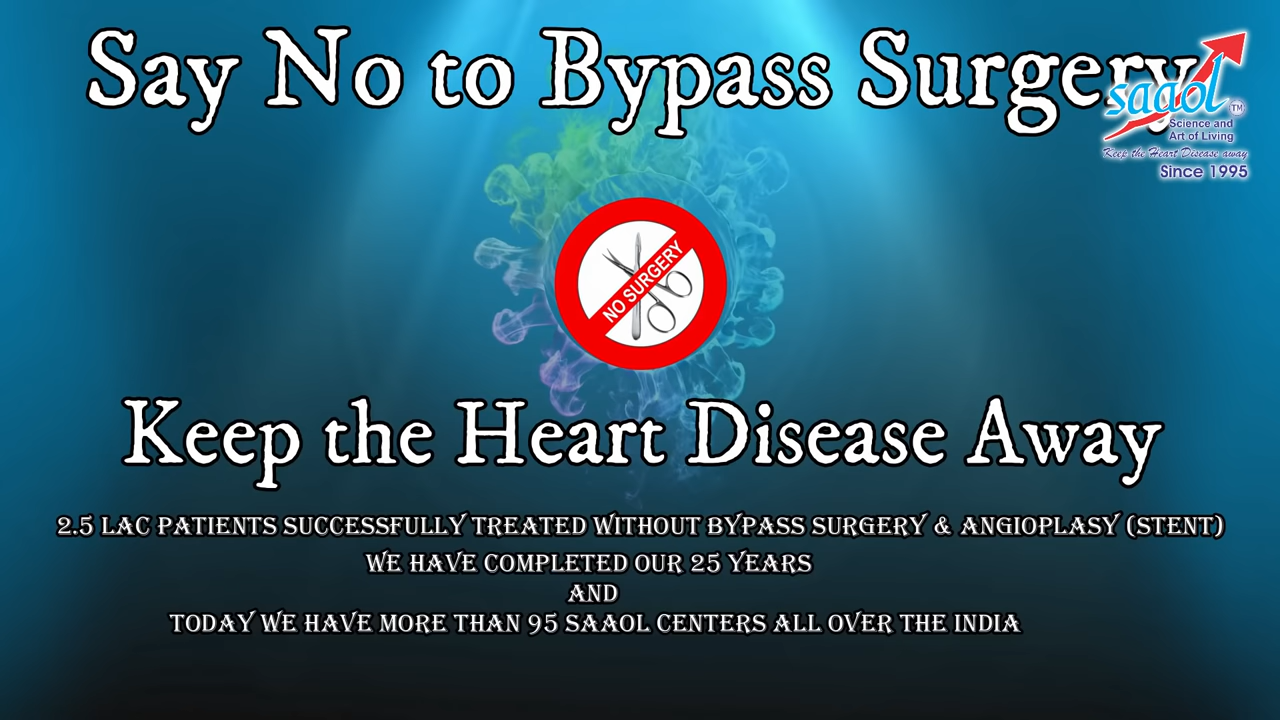 Say No to Bypass Surgery
saaol TM
Science and
Art of Living
Keep the Heart Disease away
Since 1995
NO SURGERY
Keep the Heart Disease Away
2.5 LAC PATIENTS SUCCESSFULLY TREATED WITHOUT BYPASS SURGERY & ANGIOPLASY (STENT)
WE HAVE COMPLETED OUR 25 YEARS
AND
TODAY WE HAVE MORE THAN 95 SAAOL CENTERS ALL OVER THE INDIA